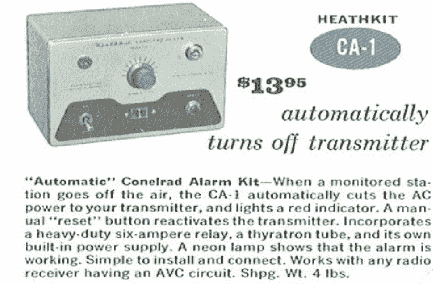 HEATHKIT
CA-1
$13.95
automatically
turns off transmitter
"Automatic" Conelrad Alarm Kit—When a monitored sta-
tion goes off the air, the CA-1 automatically cuts the AC
power to your transmitter, and lights a red indicator. A man-
ual "reset" button reactivates the transmitter. Incorporates
a heavy-duty six-ampere relay, a thyratron tube, and its own
built-in power supply. A neon lamp shows that the alarm is
working. Simple to install and connect. Works with any radio
receiver having an AVC circuit. Shpg. Wt. 4 lbs.